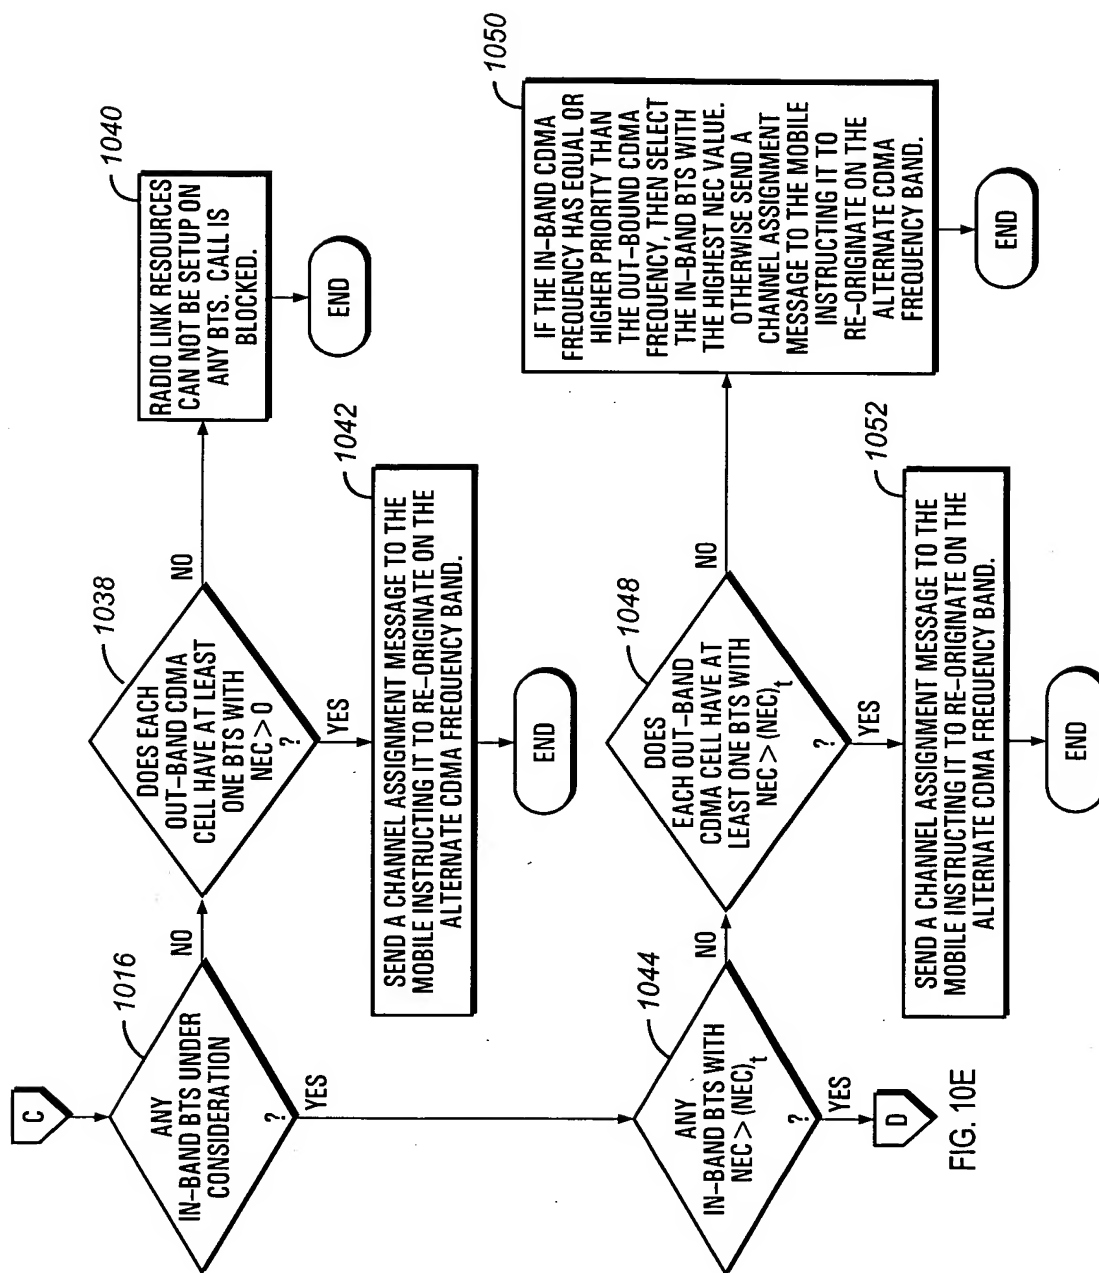 C
1016
ANY
IN-BAND BTS UNDER
CONSIDERATION
?
NO
YES
1038
DOES EACH
OUT-BAND CDMA
CELL HAVE AT LEAST
ONE BTS WITH
NEC > 0
?
NO
YES
1040
RADIO LINK RESOURCES
CAN NOT BE SETUP ON
ANY BTS. CALL IS
BLOCKED.
END
1042
SEND A CHANNEL ASSIGNMENT MESSAGE TO THE
MOBILE INSTRUCTING IT TO RE-ORIGINATE ON THE
ALTERNATE CDMA FREQUENCY BAND.
END
1044
ANY
IN-BAND BTS WITH
NEC > (NEC)t
?
NO
YES
D
1048
DOES
EACH OUT-BAND
CDMA CELL HAVE AT
LEAST ONE BTS WITH
NEC > (NEC)t
?
NO
YES
1050
IF THE IN-BAND CDMA
FREQUENCY HAS EQUAL OR
HIGHER PRIORITY THAN
THE OUT-BOUND CDMA
FREQUENCY, THEN SELECT
THE IN-BAND BTS WITH
THE HIGHEST NEC VALUE.
OTHERWISE SEND A
CHANNEL ASSIGNMENT
MESSAGE TO THE MOBILE
INSTRUCTING IT TO
RE-ORIGINATE ON THE
ALTERNATE CDMA
FREQUENCY BAND.
END
1052
SEND A CHANNEL ASSIGNMENT MESSAGE TO THE
MOBILE INSTRUCTING IT TO RE-ORIGINATE ON THE
ALTERNATE CDMA FREQUENCY BAND.
END
FIG. 10E